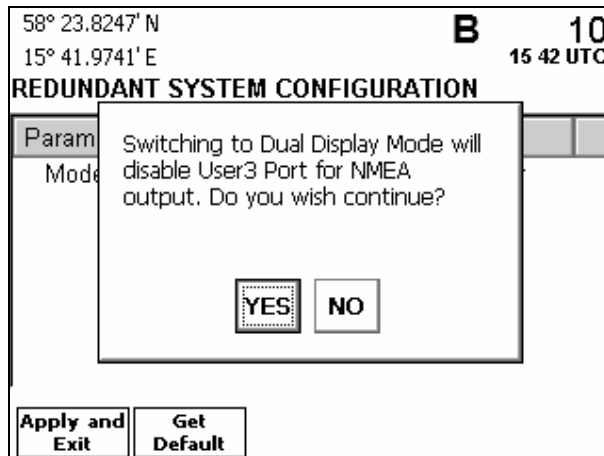 58° 23.8247' N
15° 41.9741' E
B
10
15 42 UTC
REDUNDANT SYSTEM CONFIGURATION
Param
Mode
Switching to Dual Display Mode will
disable User3 Port for NMEA
output. Do you wish continue?
YES
NO
Apply and
Exit
Get
Default